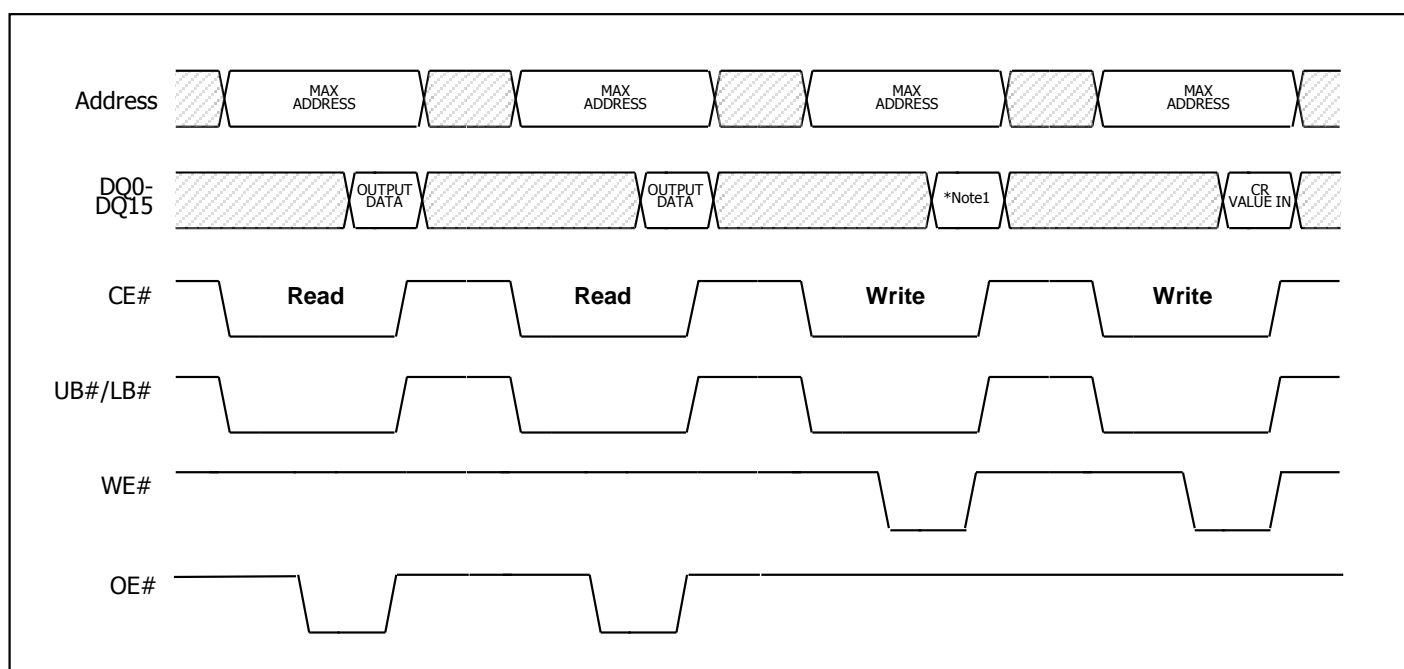 Address
MAX
ADDRESS
MAX
ADDRESS
MAX
ADDRESS
MAX
ADDRESS
DQ0-
DQ15
OUTPUT
DATA
OUTPUT
DATA
*Note1
CR
VALUE IN
CE#
Read
Read
Write
Write
UB#/LB#
WE#
OE#